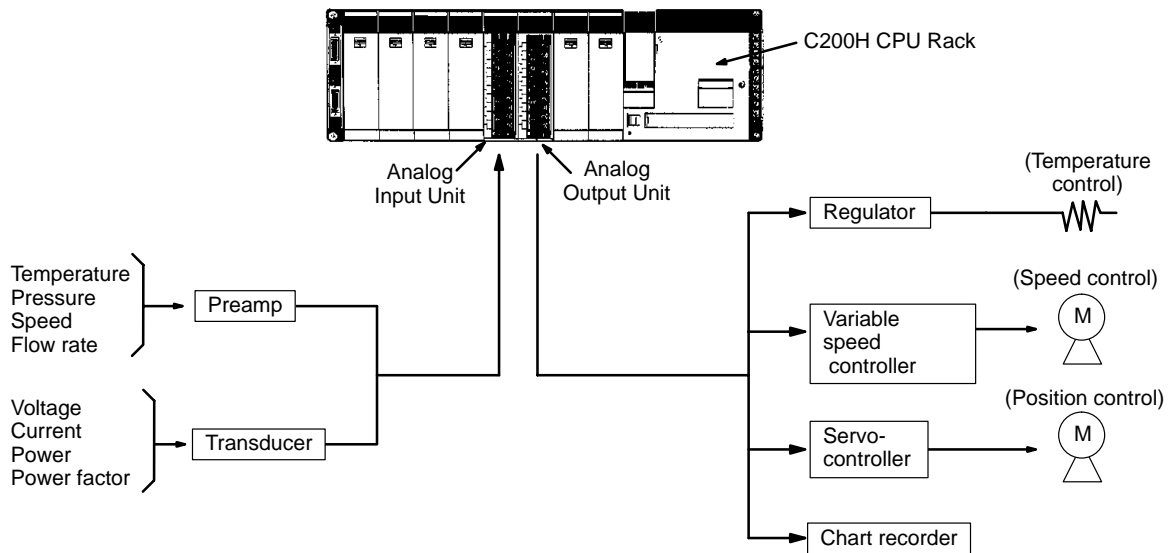 C200H CPU Rack
Analog
Input Unit
Analog
Output Unit
(Temperature
control)
Regulator
Temperature
Pressure
Speed
Flow rate
Preamp
(Speed control)
M
Variable
speed
controller
Voltage
Current
Power
Power factor
Transducer
(Position control)
M
Servo-
controller
Chart recorder